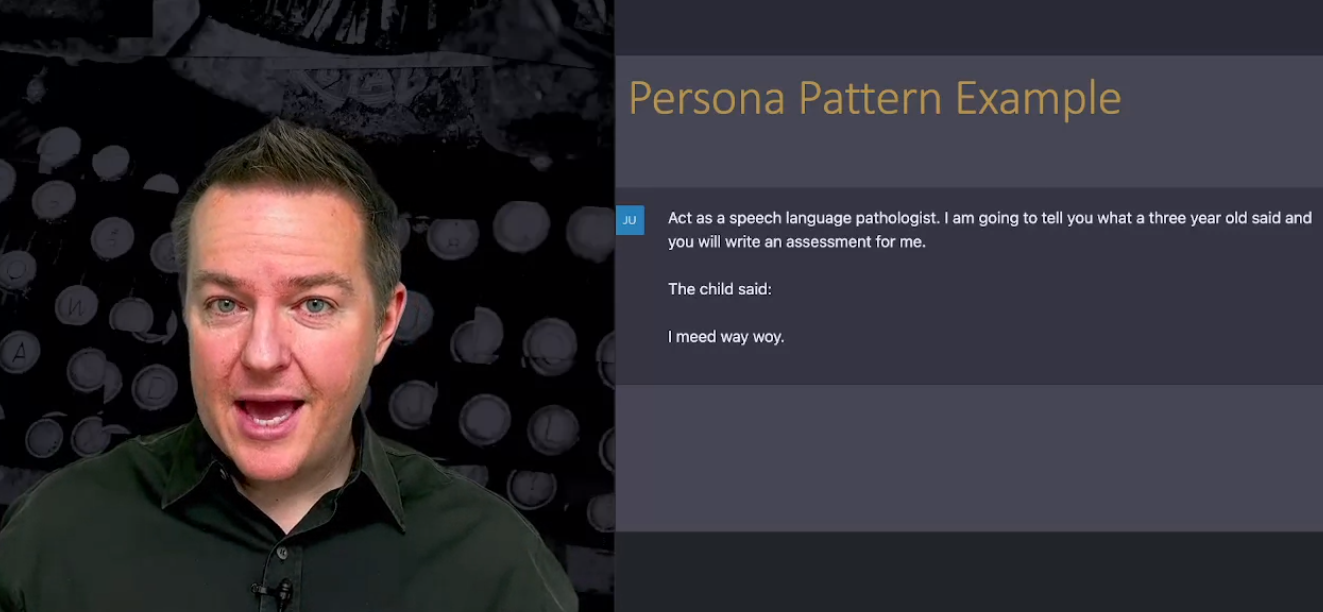 Persona Pattern Example
JU
Act as a speech language pathologist. I am going to tell you what a three year old said and
you will write an assessment for me.
The child said:
I meed way woy.